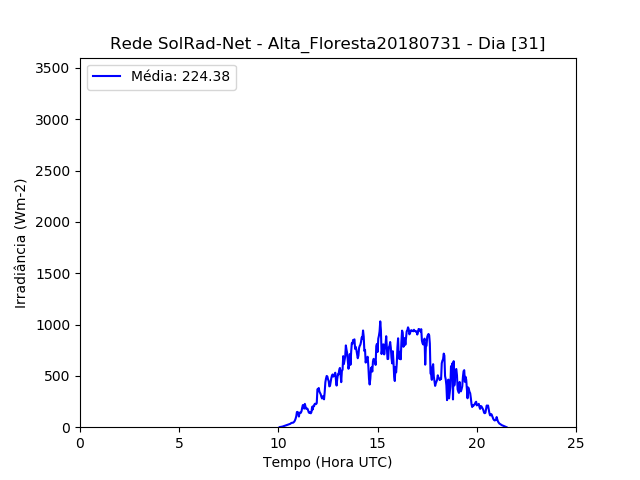 Rede SolRad-Net - Alta_Floresta20180731 - Dia [31]
Média: 224.38
3500
3000
2500
2000
1500
1000
500
0
Irradiância (Wm-2)
0 5 10 15 20 25
Tempo (Hora UTC)